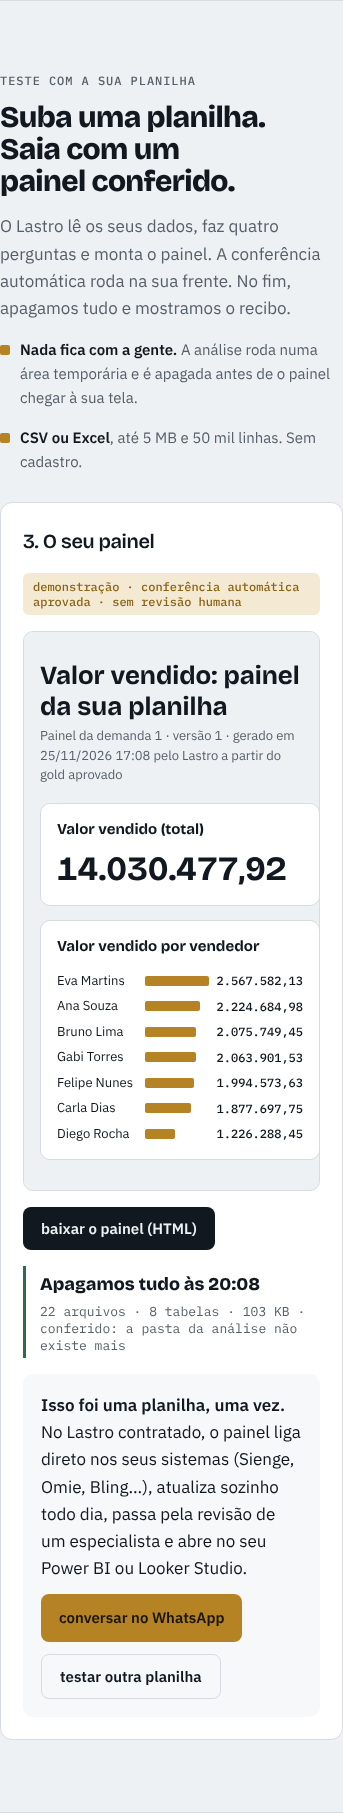 TESTE COM A SUA PLANILHA
Suba uma planilha.
Saia com um
painel conferido.
O Lastro lê os seus dados, faz quatro
perguntas e monta o painel. A conferência
automática roda na sua frente. No fim,
apagamos tudo e mostramos o recibo.
Nada fica com a gente. A análise roda numa
área temporária e é apagada antes de o painel
chegar à sua tela.
CSV ou Excel, até 5 MB e 50 mil linhas. Sem
cadastro.
3. O seu painel
demonstração · conferência automática
aprovada · sem revisão humana
Valor vendido: painel
da sua planilha
Painel da demanda 1 · versão 1 · gerado em
25/11/2026 17:08 pelo Lastro a partir do
gold aprovado
Valor vendido (total)
14.030.477,92
Valor vendido por vendedor
Eva Martins 2.567.582,13
Ana Souza 2.224.684,98
Bruno Lima 2.075.749,45
Gabi Torres 2.063.901,53
Felipe Nunes 1.994.573,63
Carla Dias 1.877.697,75
Diego Rocha 1.226.288,45
baixar o painel (HTML)
Apagamos tudo às 20:08
22 arquivos · 8 tabelas · 103 KB ·
conferido: a pasta da análise não
existe mais
Isso foi uma planilha, uma vez.
No Lastro contratado, o painel liga
direto nos seus sistemas (Sienge,
Omie, Bling…), atualiza sozinho
todo dia, passa pela revisão de
um especialista e abre no seu
Power BI ou Looker Studio.
conversar no WhatsApp
testar outra planilha